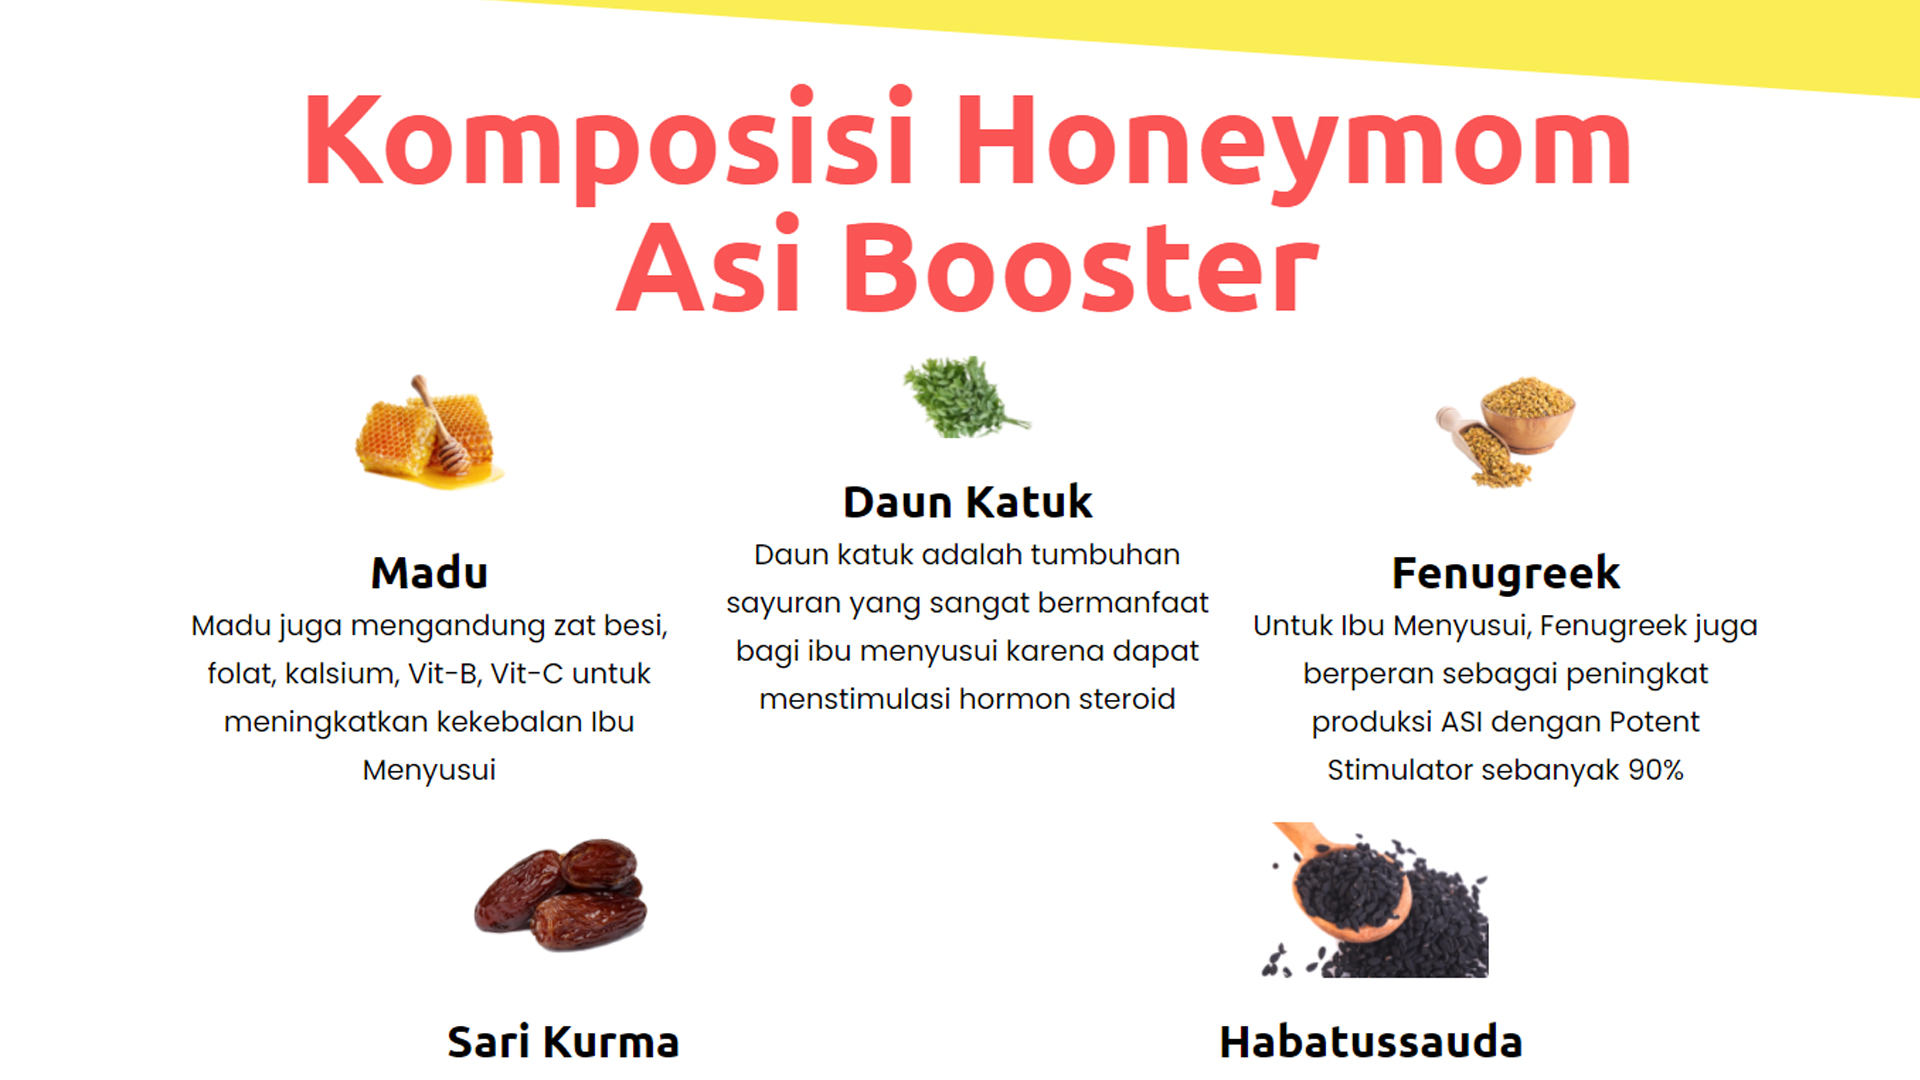 Komposisi Honeymom
Asi Booster
Madu
Madu juga mengandung zat besi,
folat, kalsium, Vit-B, Vit-C untuk
meningkatkan kekebalan Ibu
Menyusui
Daun Katuk
Daun katuk adalah tumbuhan
sayuran yang sangat bermanfaat
bagi ibu menyusui karena dapat
menstimulasi hormon steroid
Fenugreek
Untuk Ibu Menyusui, Fenugreek juga
berperan sebagai peningkat
produksi ASI dengan Potent
Stimulator sebanyak 90%
Sari Kurma
Habatussauda